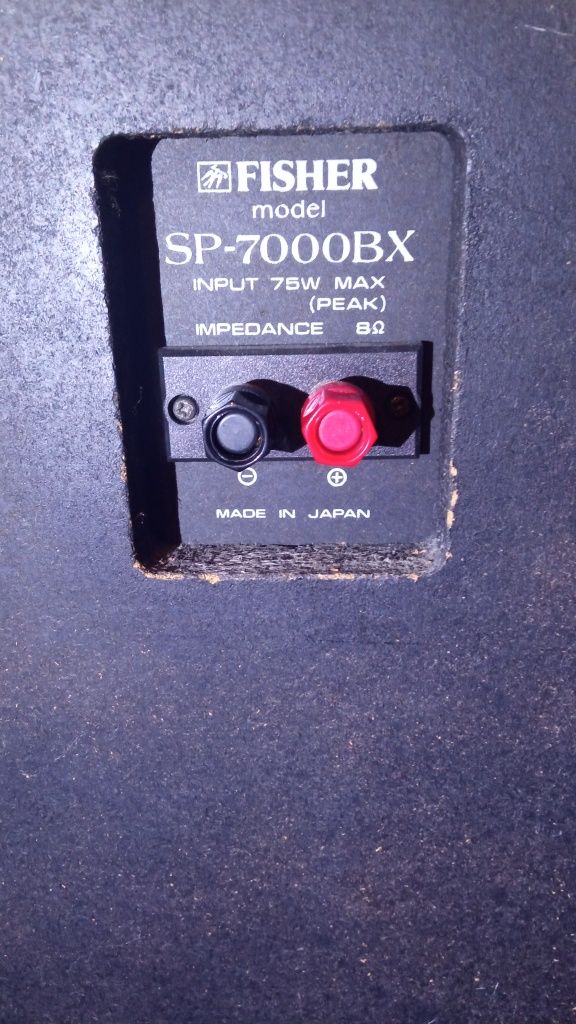 FISHER
model
SP-7000BX
INPUT 75W MAX
(PEAK)
IMPEDANCE 8Ω
⊖ ⊕
MADE IN JAPAN